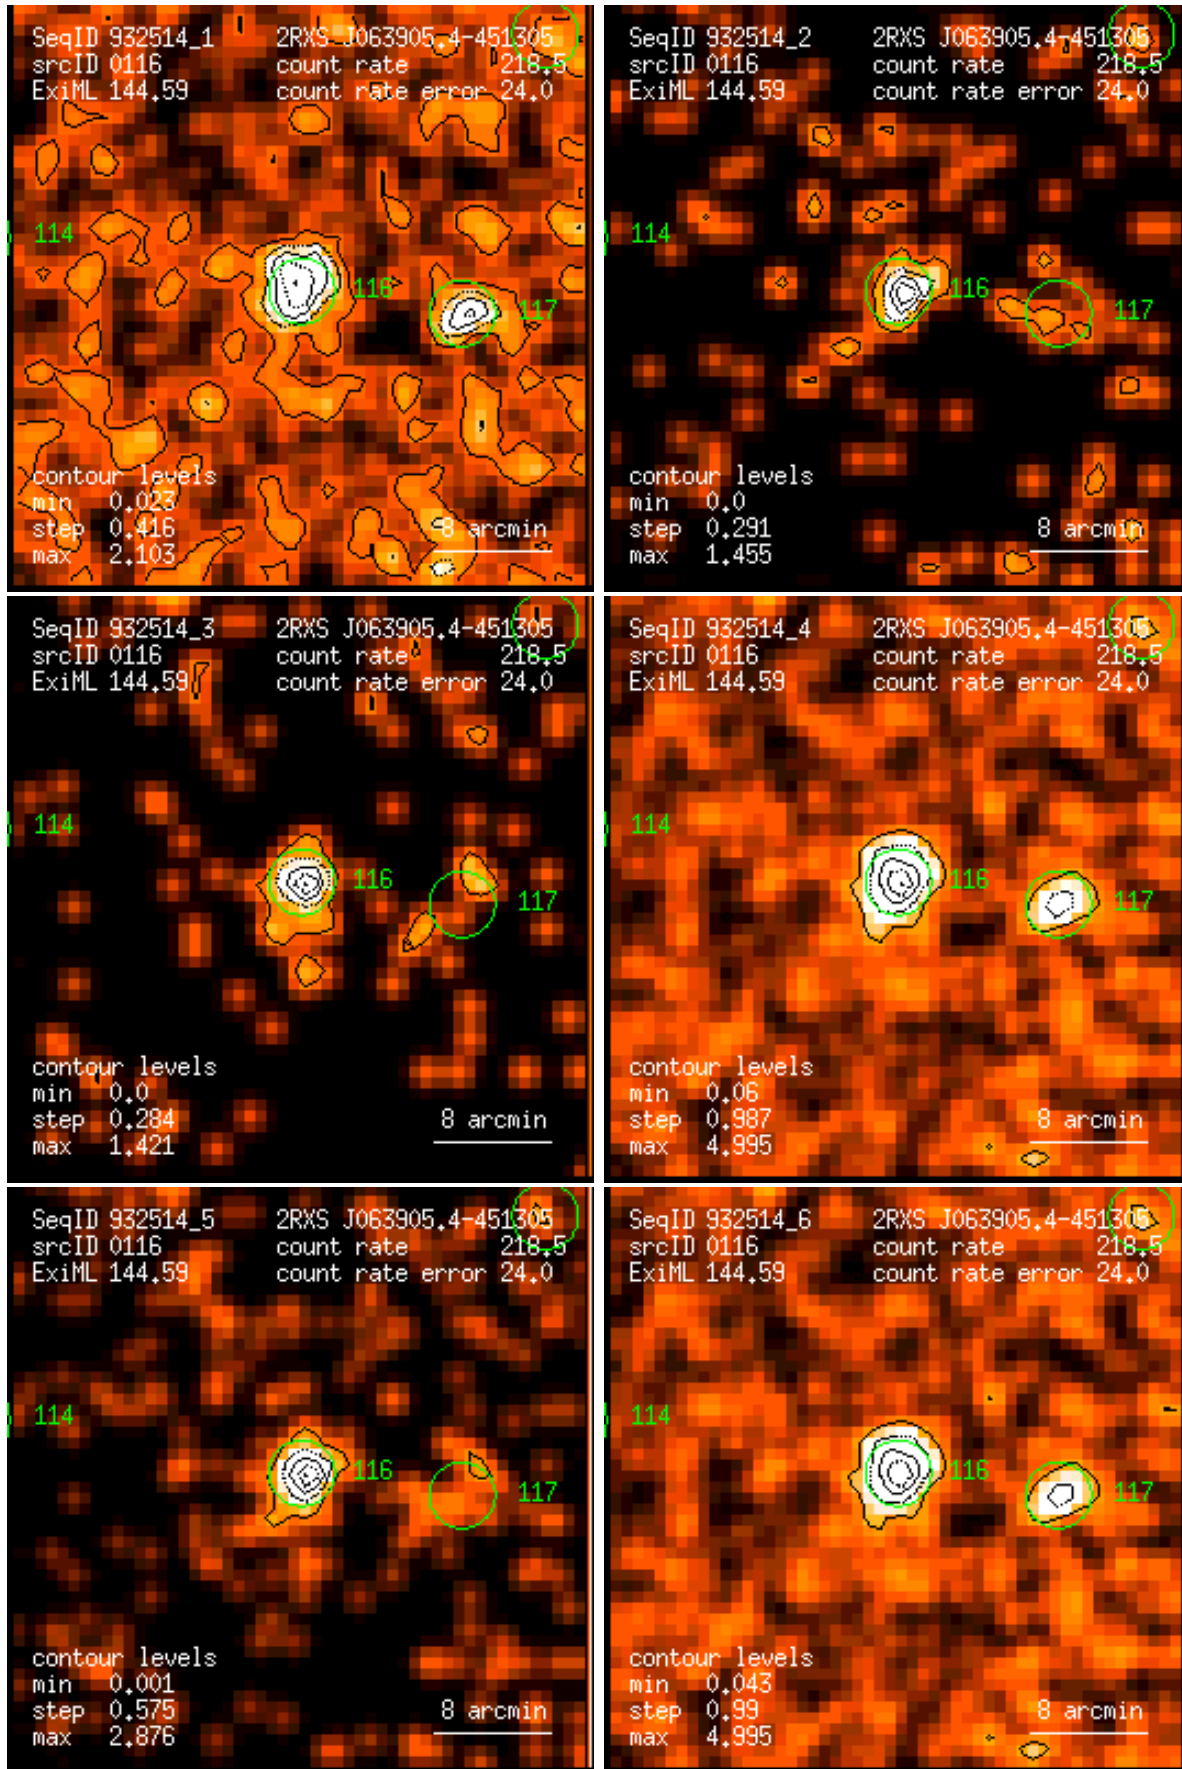 SeqID 932514_1 2RXS J063905.4-451305
srcID 0116 count rate 218.5
ExiML 144.59 count rate error 24.0
114
116
117
contour levels
min 0.023
step 0.416 8 arcmin
max 2.103
SeqID 932514_2 2RXS J063905.4-451305
srcID 0116 count rate 218.5
ExiML 144.59 count rate error 24.0
114
116
117
contour levels
min 0.0
step 0.291 8 arcmin
max 1.455
SeqID 932514_3 2RXS J063905.4-451305
srcID 0116 count rate 218.5
ExiML 144.59 count rate error 24.0
114
116
117
contour levels
min 0.0
step 0.284 8 arcmin
max 1.421
SeqID 932514_4 2RXS J063905.4-451305
srcID 0116 count rate 218.5
ExiML 144.59 count rate error 24.0
114
116
117
contour levels
min 0.06
step 0.987 8 arcmin
max 4.995
SeqID 932514_5 2RXS J063905.4-451305
srcID 0116 count rate 218.5
ExiML 144.59 count rate error 24.0
114
116
117
contour levels
min 0.001
step 0.575 8 arcmin
max 2.876
SeqID 932514_6 2RXS J063905.4-451305
srcID 0116 count rate 218.5
ExiML 144.59 count rate error 24.0
114
116
117
contour levels
min 0.043
step 0.99 8 arcmin
max 4.995